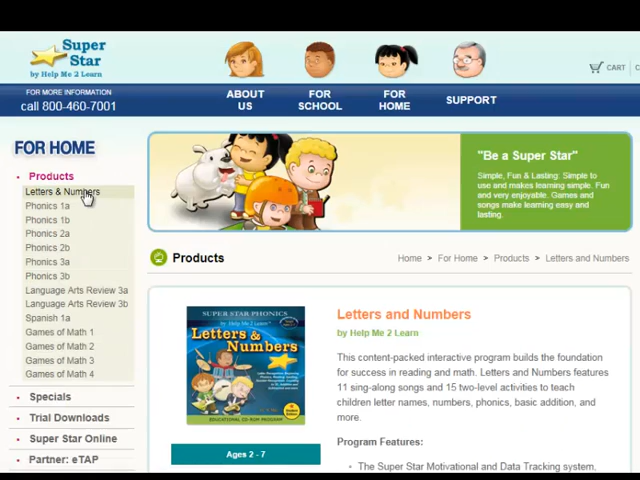 Super
Star
by Help Me 2 Learn
FOR MORE INFORMATION
call 800-460-7001
ABOUT
US
FOR
SCHOOL
FOR
HOME
SUPPORT
CART
C
FOR HOME
Products
Letters & Numbers
Phonics 1a
Phonics 1b
Phonics 2a
Phonics 2b
Phonics 3a
Phonics 3b
Language Arts Review 3a
Language Arts Review 3b
Spanish 1a
Games of Math 1
Games of Math 2
Games of Math 3
Games of Math 4
Specials
Trial Downloads
Super Star Online
Partner: eTAP
"Be a Super Star"
Simple, Fun & Lasting: Simple to
use and makes learning simple. Fun
and very enjoyable. Games and
songs make learning easy and
lasting.
Products
Home > For Home > Products > Letters and Numbers
SUPER STAR PHONICS
by Help Me 2 Learn
Letters &
Numbers
EDUCATIONAL CD-ROM PROGRAM
Ages 2 - 7
Letters and Numbers
by Help Me 2 Learn
This content-packed interactive program builds the foundation
for success in reading and math. Letters and Numbers features
11 sing-along songs and 15 two-level activities to teach
children letter names, numbers, phonics, basic addition, and
more.
Program Features:
The Super Star Motivational and Data Tracking system,